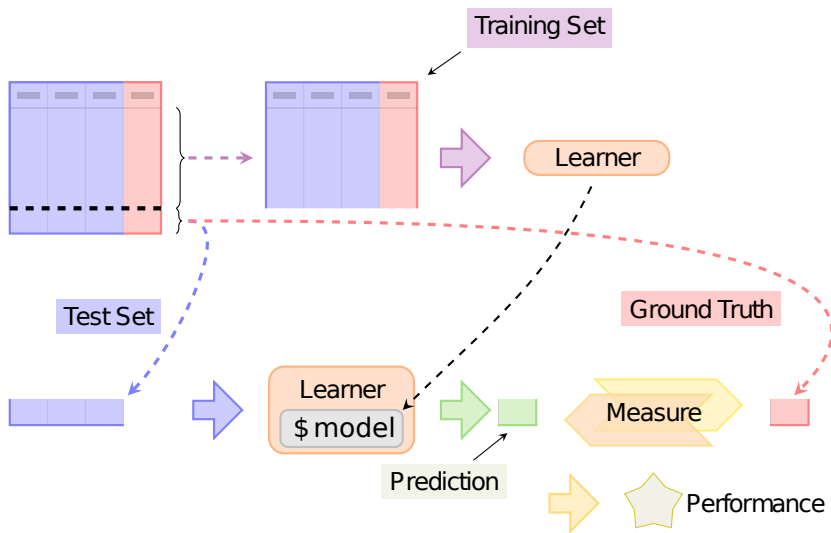 Training Set
Learner
Test Set
Ground Truth
Learner
$model
Measure
Prediction
Performance